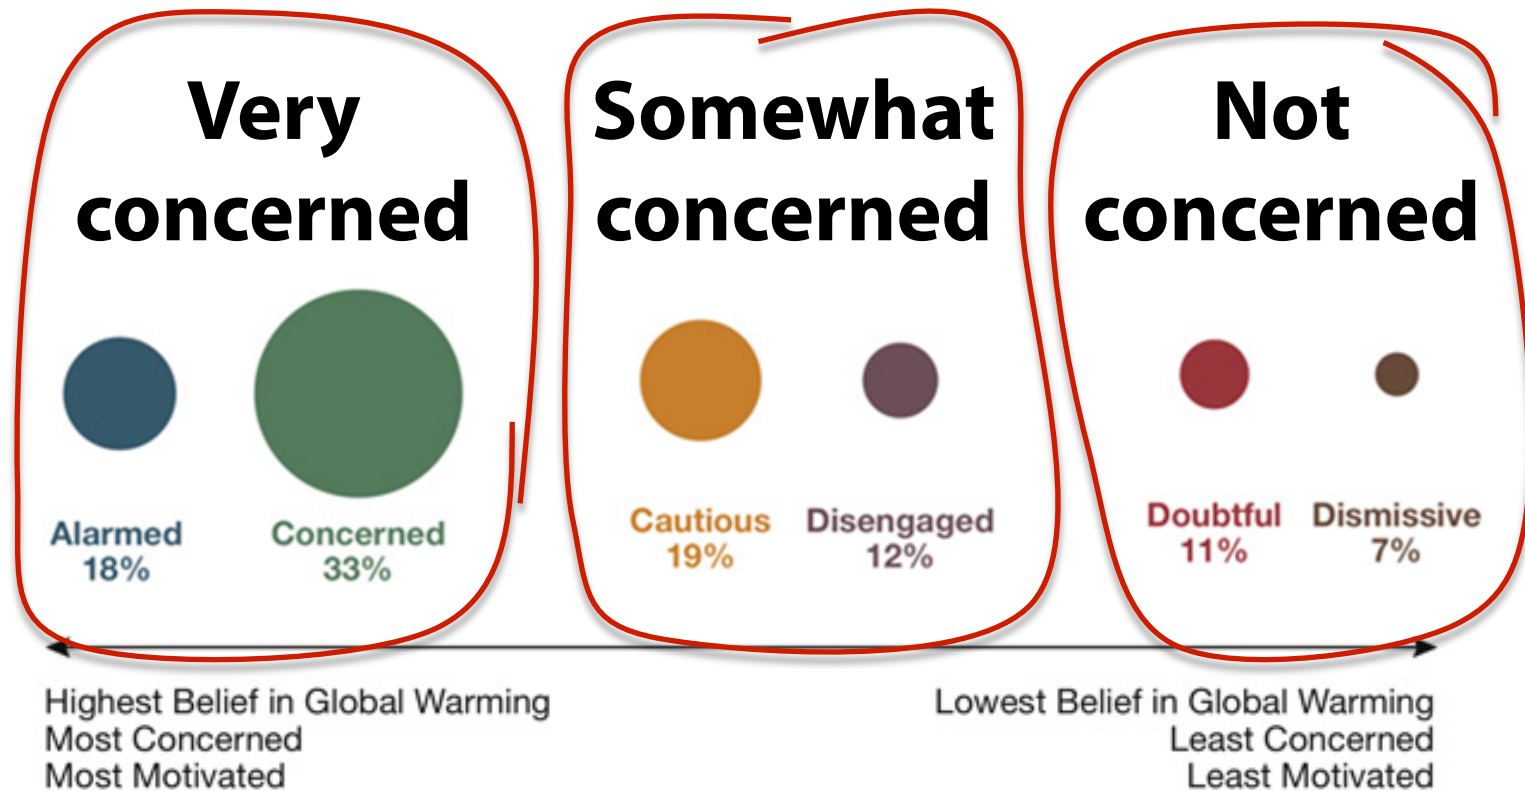 Very
concerned
Somewhat
concerned
Not
concerned
Alarmed
18%
Concerned
33%
Cautious
19%
Disengaged
12%
Doubtful
11%
Dismissive
7%
Highest Belief in Global Warming
Most Concerned
Most Motivated
Lowest Belief in Global Warming
Least Concerned
Least Motivated